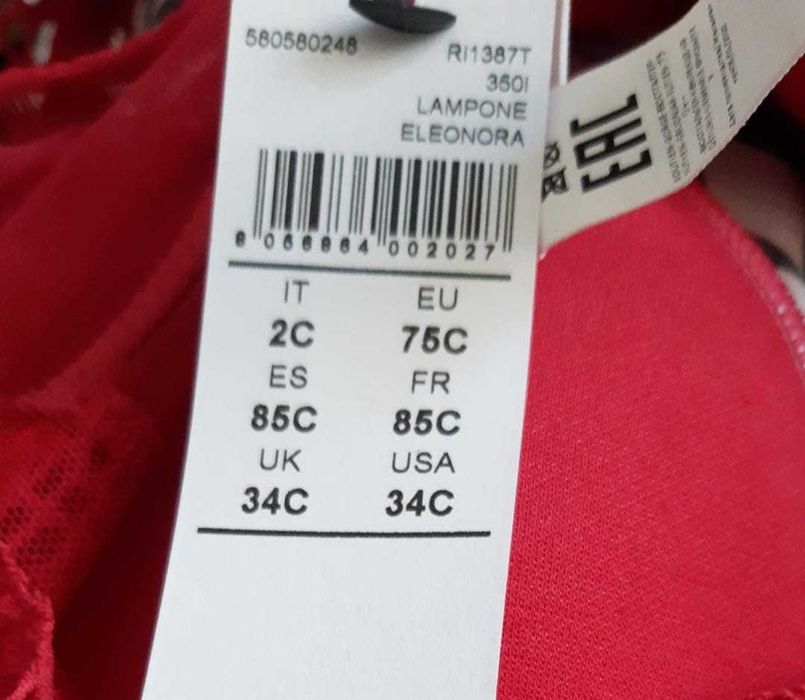 580580248 RI1387T
350I
LAMPONE
ELEONORA
8 056864 002027
IT EU
2C 75C
ES FR
85C 85C
UK USA
34C 34C
EAC